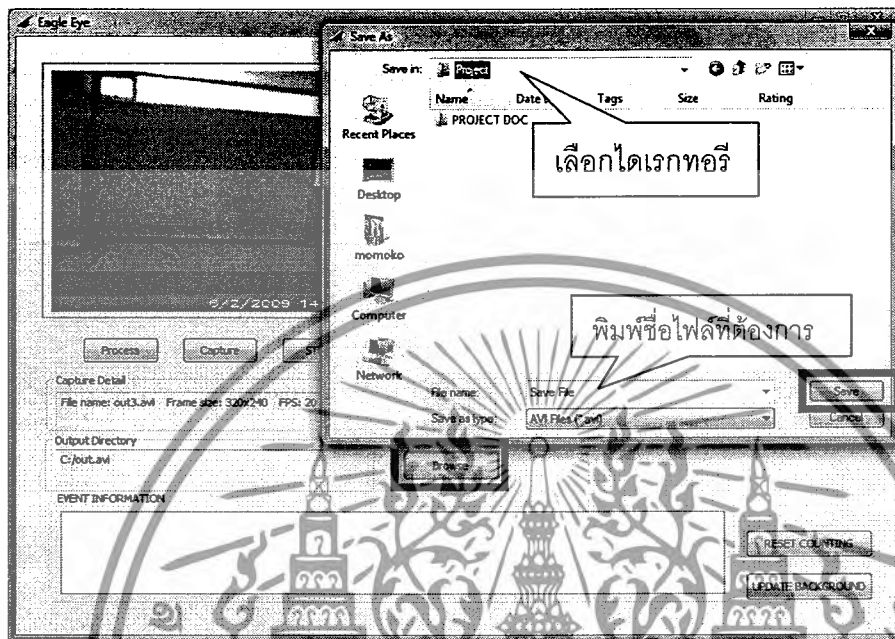 Eagle Eye
Save As
Save in: Project
Name Date Tags Size Rating
PROJECT DOC
Recent Places
Desktop
momoko
Computer
Network
เลือกไดเรกทอรี
พิมพ์ชื่อไฟล์ที่ต้องการ
File name: Save File
Save as type: AVI Files (*.avi)
Save
Cancel
6/2/2009 14
Process Capture
Capture Detail
File name: out3.avi Frame size: 320x240 FPS: 20
Output Directory
C:/out.avi
Browse
EVENT INFORMATION
RESET COUNTING
UPDATE BACKGROUND